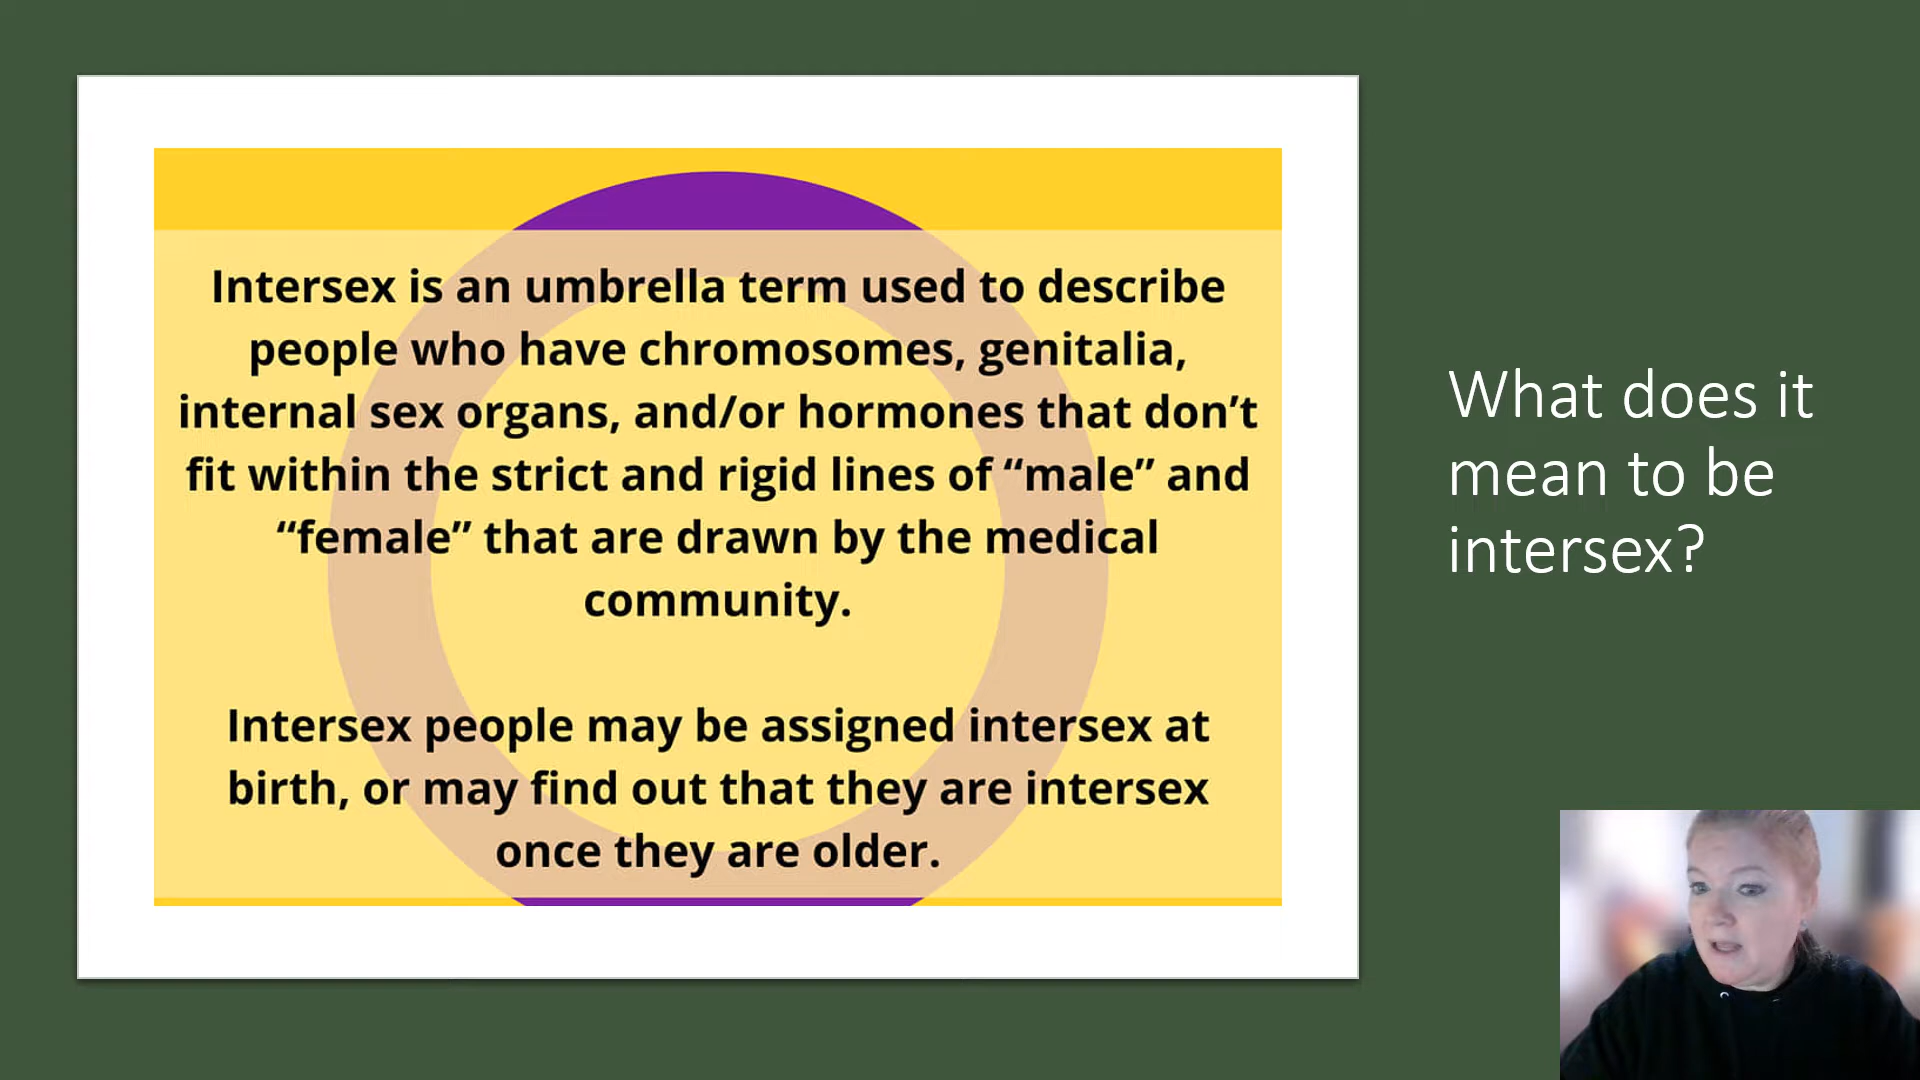 Intersex is an umbrella term used to describe
people who have chromosomes, genitalia,
internal sex organs, and/or hormones that don’t
fit within the strict and rigid lines of “male” and
“female” that are drawn by the medical
community.
Intersex people may be assigned intersex at
birth, or may find out that they are intersex
once they are older.
What does it
mean to be
intersex?